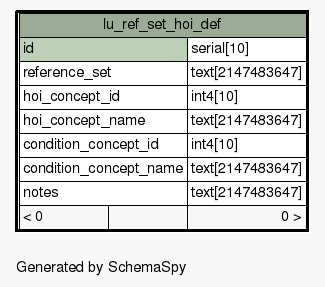 lu_ref_set_hoi_def
id serial[10]
reference_set text[2147483647]
hoi_concept_id int4[10]
hoi_concept_name text[2147483647]
condition_concept_id int4[10]
condition_concept_name text[2147483647]
notes text[2147483647]
< 0 0 >
Generated by SchemaSpy